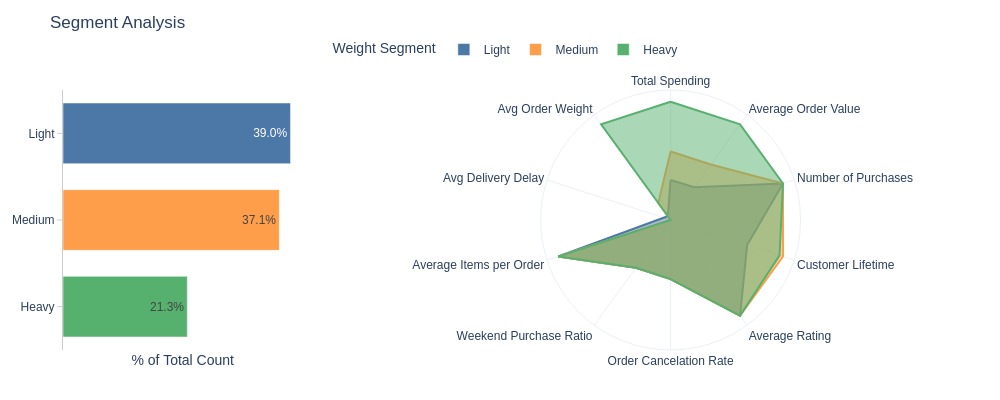 Segment Analysis
Weight Segment Light Medium Heavy
Light 39.0%
Medium 37.1%
Heavy 21.3%
% of Total Count
Total Spending
Avg Order Weight
Average Order Value
Avg Delivery Delay
Number of Purchases
Average Items per Order
Customer Lifetime
Weekend Purchase Ratio
Average Rating
Order Cancelation Rate